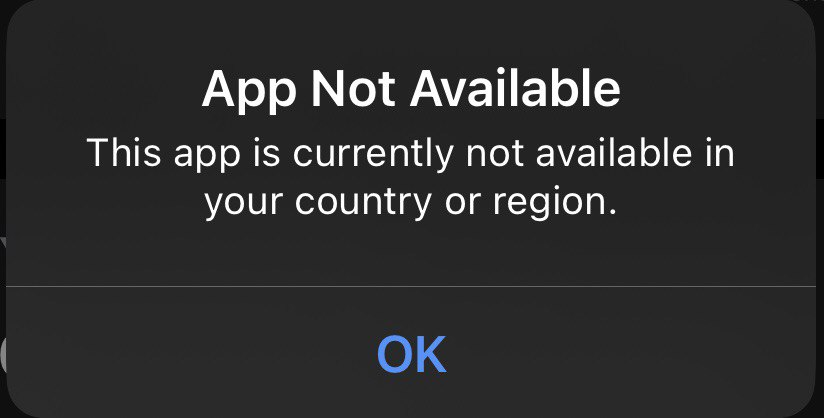 App Not Available
This app is currently not available in
your country or region.
OK